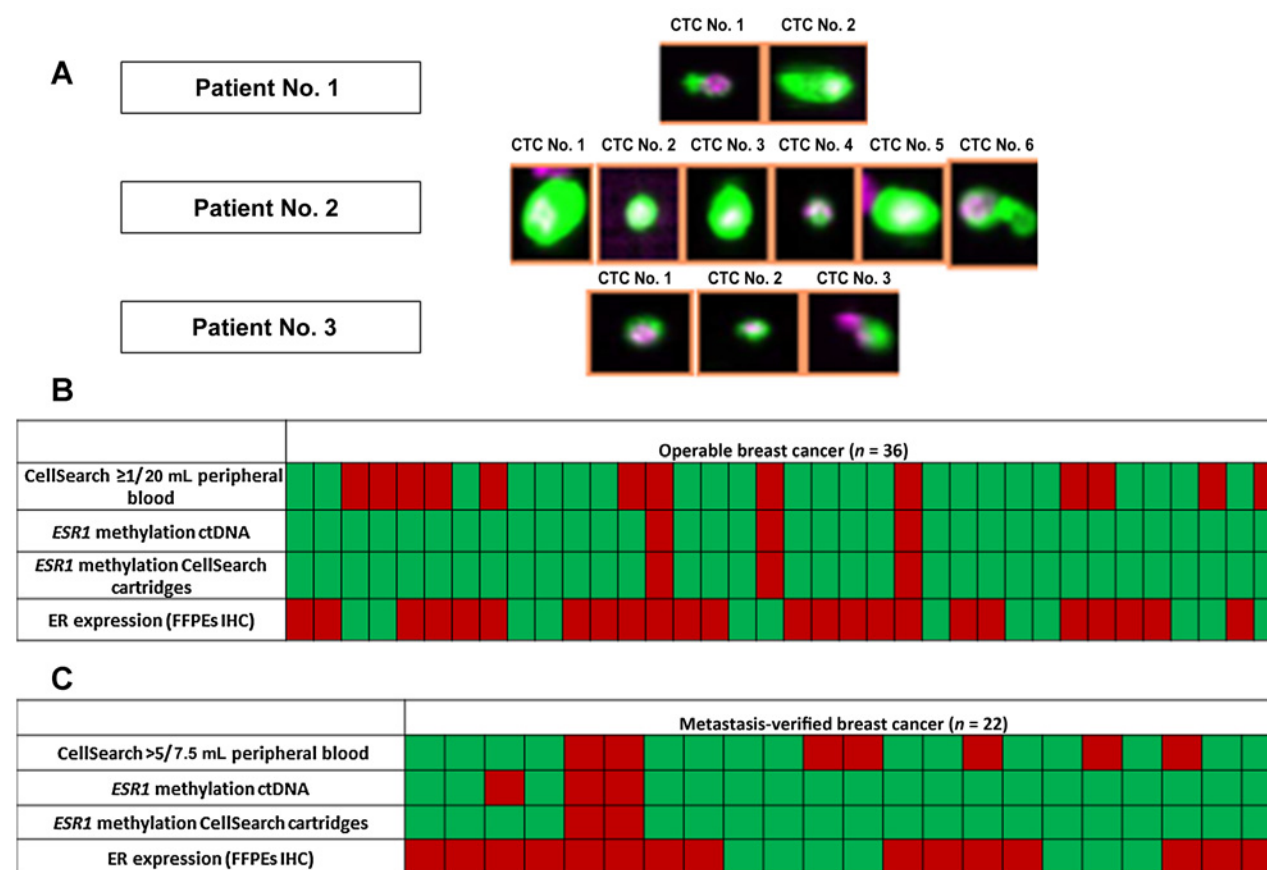 CTC No. 1 CTC No. 2
A
Patient No. 1
CTC No. 1 CTC No. 2 CTC No. 3 CTC No. 4 CTC No. 5 CTC No. 6
Patient No. 2
CTC No. 1 CTC No. 2 CTC No. 3
Patient No. 3
B
Operable breast cancer (n = 36)
CellSearch ≥1/20 mL peripheral
blood
ESR1 methylation ctDNA
ESR1 methylation CellSearch
cartridges
ER expression (FFPEs IHC)
C
Metastasis-verified breast cancer (n = 22)
CellSearch >5/7.5 mL peripheral blood
ESR1 methylation ctDNA
ESR1 methylation CellSearch cartridges
ER expression (FFPEs IHC)